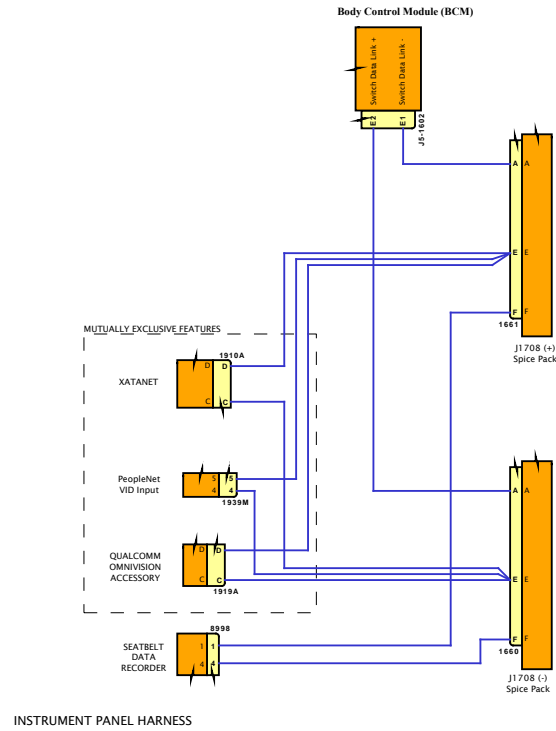 Body Control Module (BCM)
Switch Data Link +
Switch Data Link -
E2
E1
J5-1602
A A
E E
F F
1661
J1708 (+)
Spice Pack
MUTUALLY EXCLUSIVE FEATURES
1910A
D D
XATANET
C C
PeopleNet
VID Input
5 5
4 4
1939M
D D
QUALCOMM
OMNIVISION
ACCESSORY
C C
1919A
A A
E E
F F
1660
J1708 (-)
Spice Pack
8998
SEATBELT
DATA
RECORDER
1 1
4 4
INSTRUMENT PANEL HARNESS